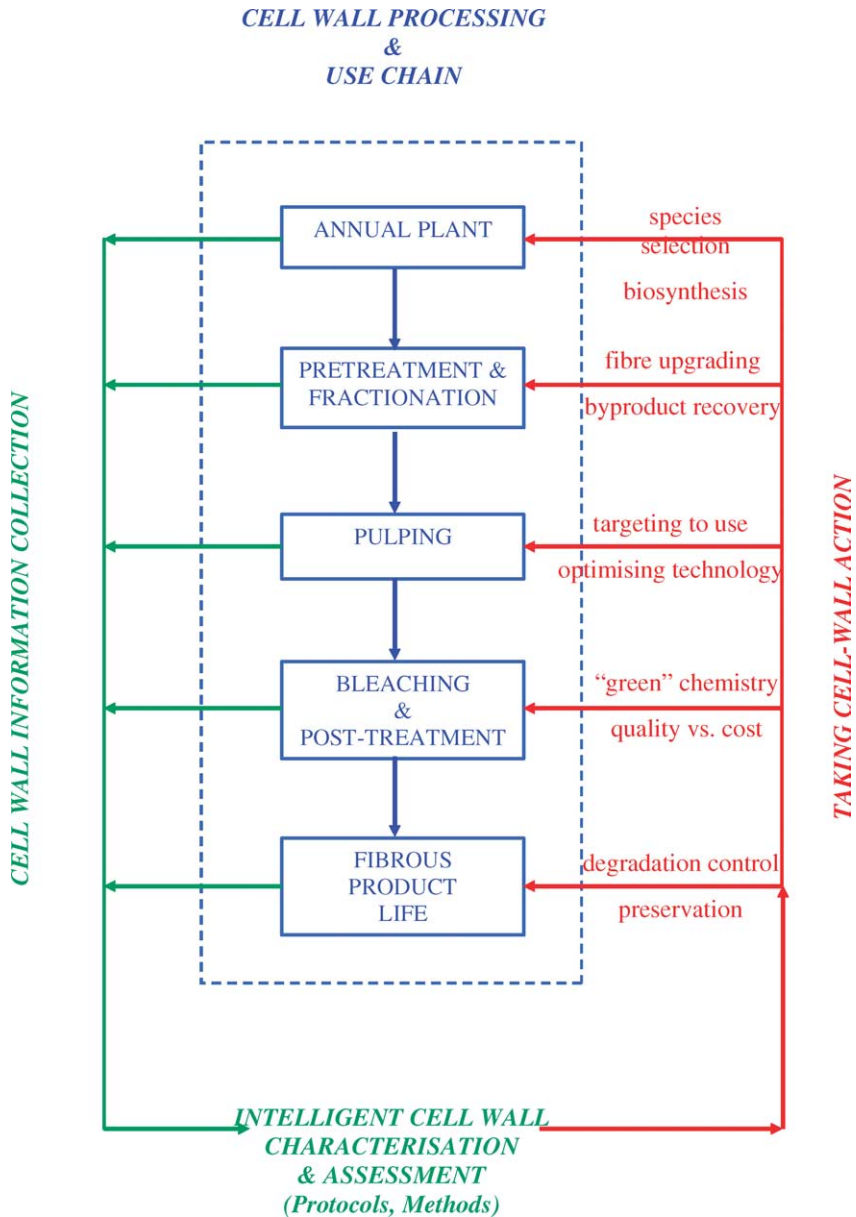 CELL WALL PROCESSING
&
USE CHAIN
ANNUAL PLANT
species
selection
biosynthesis
PRETREATMENT &
FRACTIONATION
fibre upgrading
byproduct recovery
PULPING
targeting to use
optimising technology
BLEACHING
&
POST-TREATMENT
“green” chemistry
quality vs. cost
FIBROUS
PRODUCT
LIFE
degradation control
preservation
CELL WALL INFORMATION COLLECTION
TAKING CELL-WALL ACTION
INTELLIGENT CELL WALL
CHARACTERISATION
& ASSESSMENT
(Protocols, Methods)